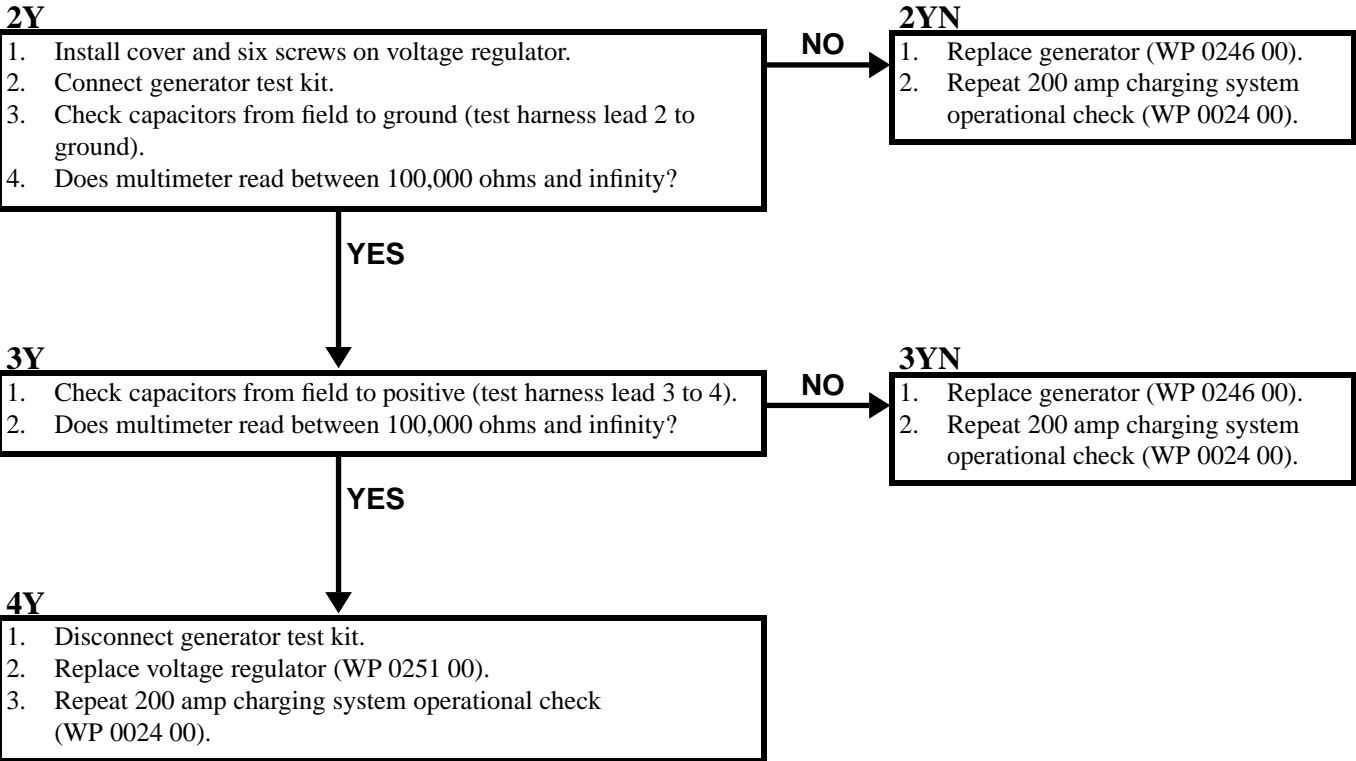 2Y
1. Install cover and six screws on voltage regulator.
2. Connect generator test kit.
3. Check capacitors from field to ground (test harness lead 2 to
ground).
4. Does multimeter read between 100,000 ohms and infinity?
NO
2YN
1. Replace generator (WP 0246 00).
2. Repeat 200 amp charging system
operational check (WP 0024 00).
YES
3Y
1. Check capacitors from field to positive (test harness lead 3 to 4).
2. Does multimeter read between 100,000 ohms and infinity?
NO
3YN
1. Replace generator (WP 0246 00).
2. Repeat 200 amp charging system
operational check (WP 0024 00).
YES
4Y
1. Disconnect generator test kit.
2. Replace voltage regulator (WP 0251 00).
3. Repeat 200 amp charging system operational check
(WP 0024 00).